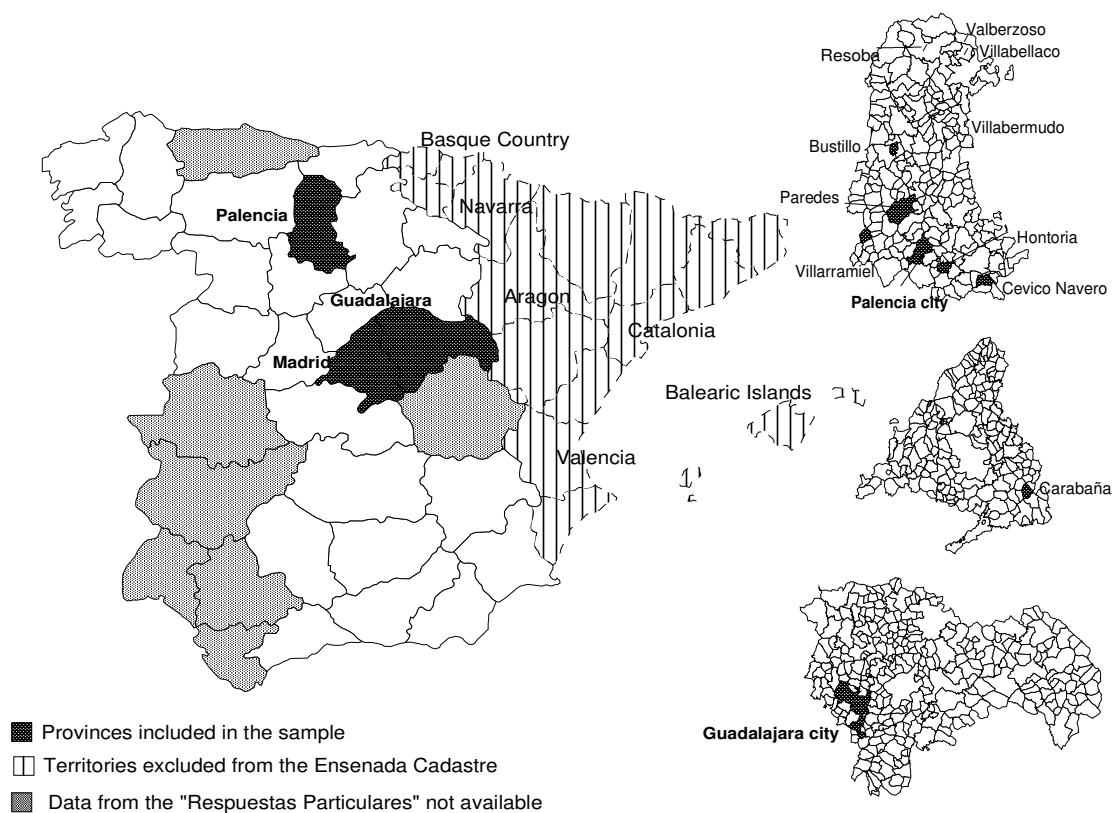 Basque Country
Palencia
Navarra
Guadalajara
Aragon
Madrid
Catalonia
Balearic Islands
Valencia
Valberzoso
Resoba
Villabellaco
Villabermudo
Bustillo
Paredes
Hontoria
Villarramiel
Cevico Navero
Palencia city
Carabaña
Guadalajara city
Provinces included in the sample
Territories excluded from the Ensenada Cadastre
Data from the "Respuestas Particulares" not available